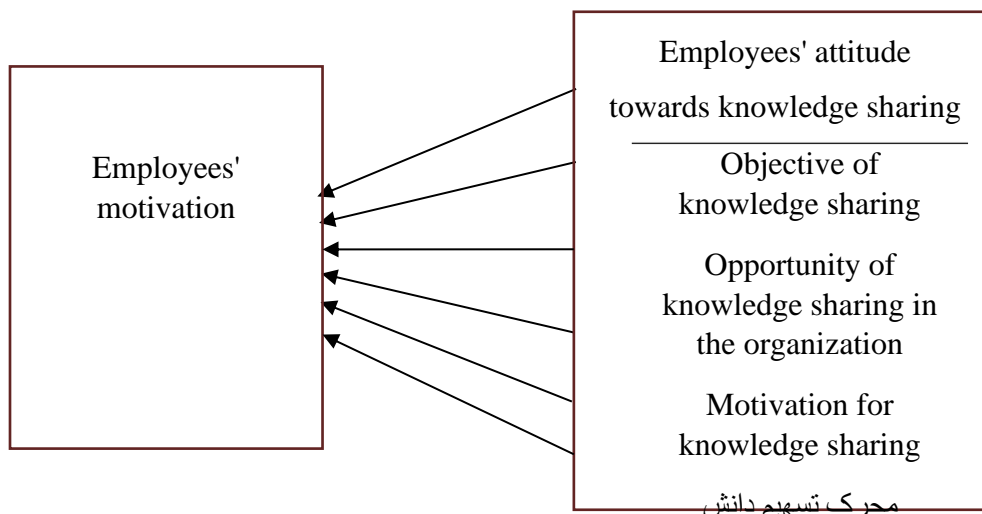 Employees'
motivation
Employees' attitude
towards knowledge sharing
Objective of
knowledge sharing
Opportunity of
knowledge sharing in
the organization
Motivation for
knowledge sharing
محرک تسهیم دانش